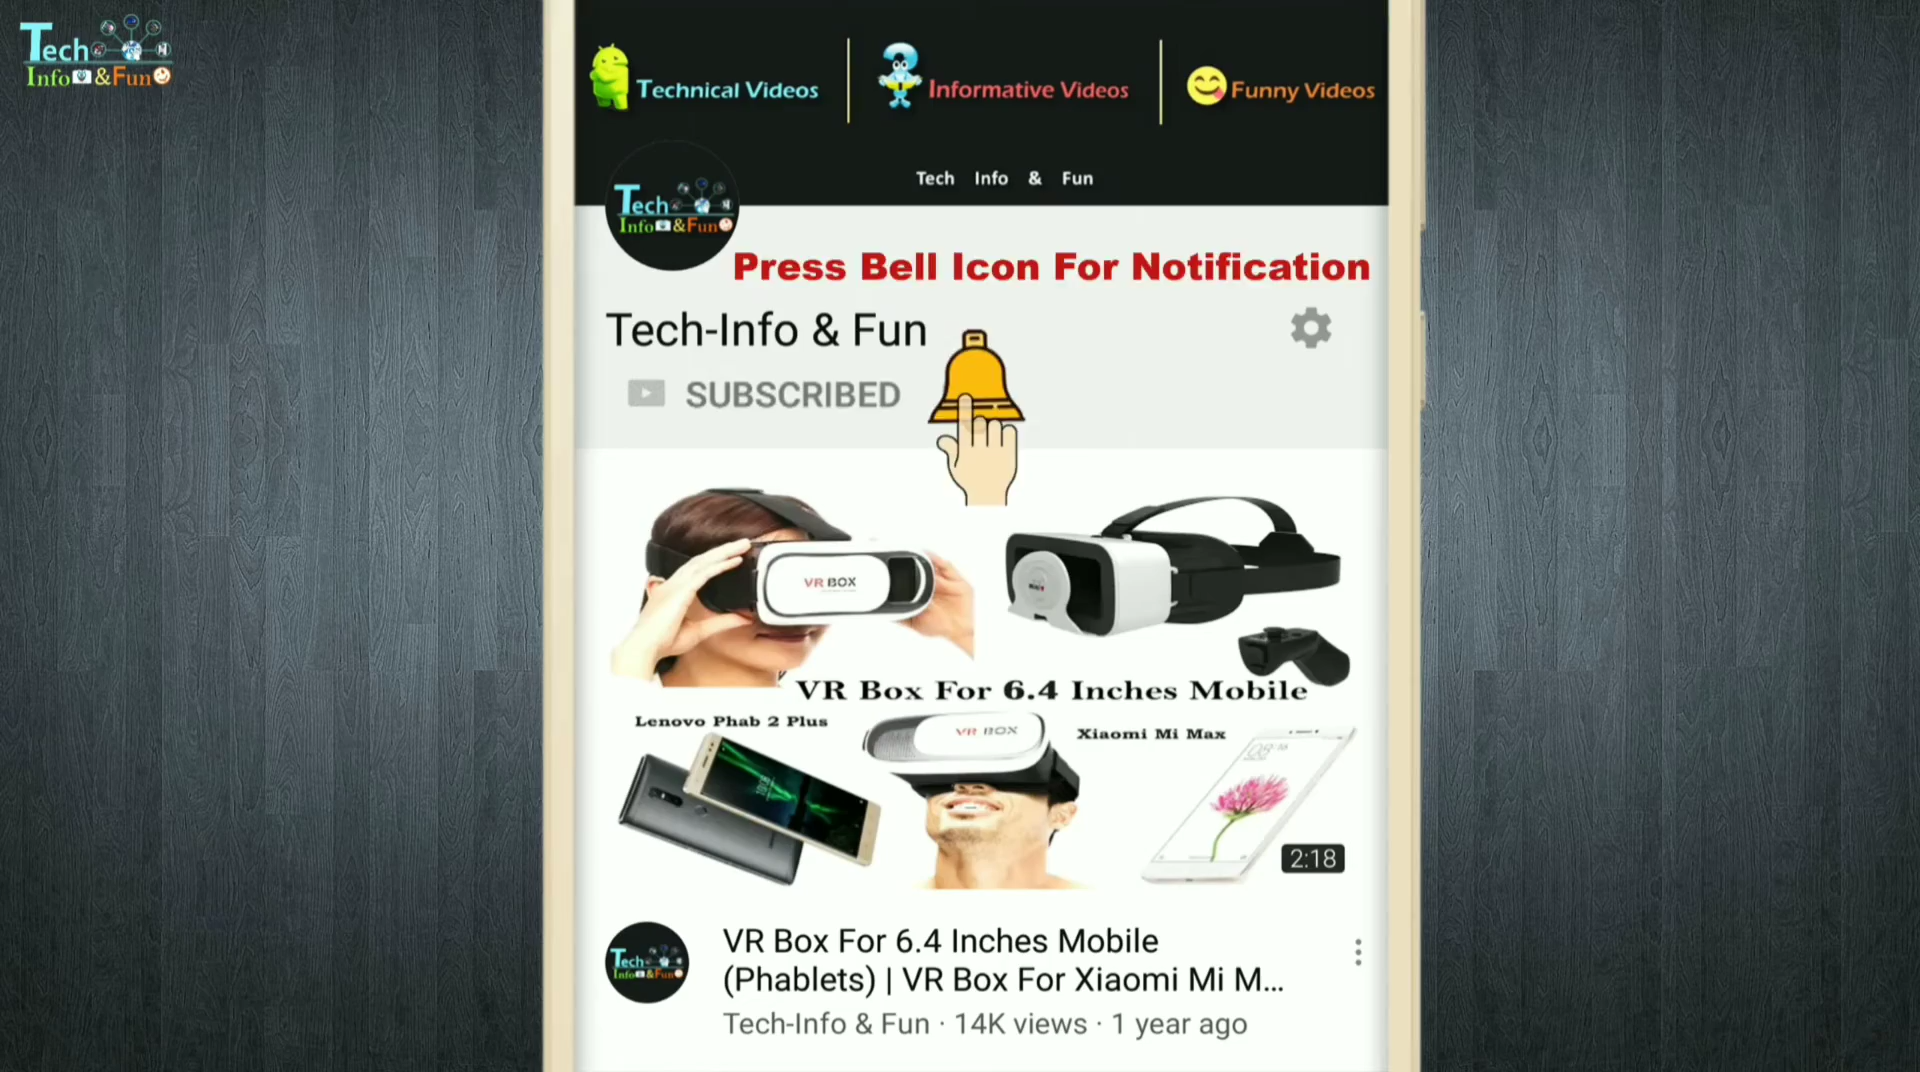 Tech
Info & Fun
Technical Videos
Informative Videos
Funny Videos
Tech Info & Fun
Tech
Info & Fun
Press Bell Icon For Notification
Tech-Info & Fun
SUBSCRIBED
VR BOX
VR Box For 6.4 Inches Mobile
Lenovo Phab 2 Plus
VR BOX
Xiaomi Mi Max
2:18
Tech
Info & Fun
VR Box For 6.4 Inches Mobile
(Phablets) | VR Box For Xiaomi Mi M...
Tech-Info & Fun · 14K views · 1 year ago